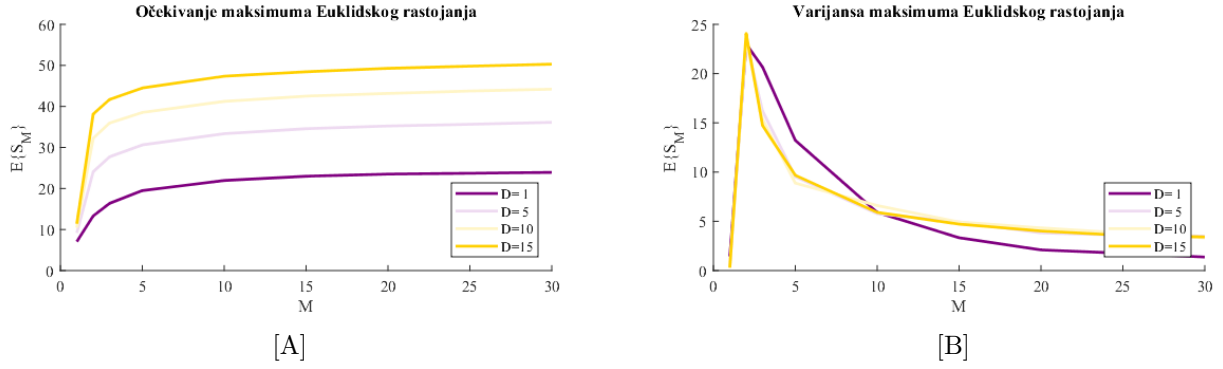 Očekivanje maksimuma Euklidskog rastojanja
60
50
40
30
20
10
0
E{S_M}
0 5 10 15 20 25 30
M
D= 1
D= 5
D=10
D=15
[A]
Varijansa maksimuma Euklidskog rastojanja
25
20
15
10
5
0
E{S_M}
0 5 10 15 20 25 30
M
D= 1
D= 5
D=10
D=15
[B]